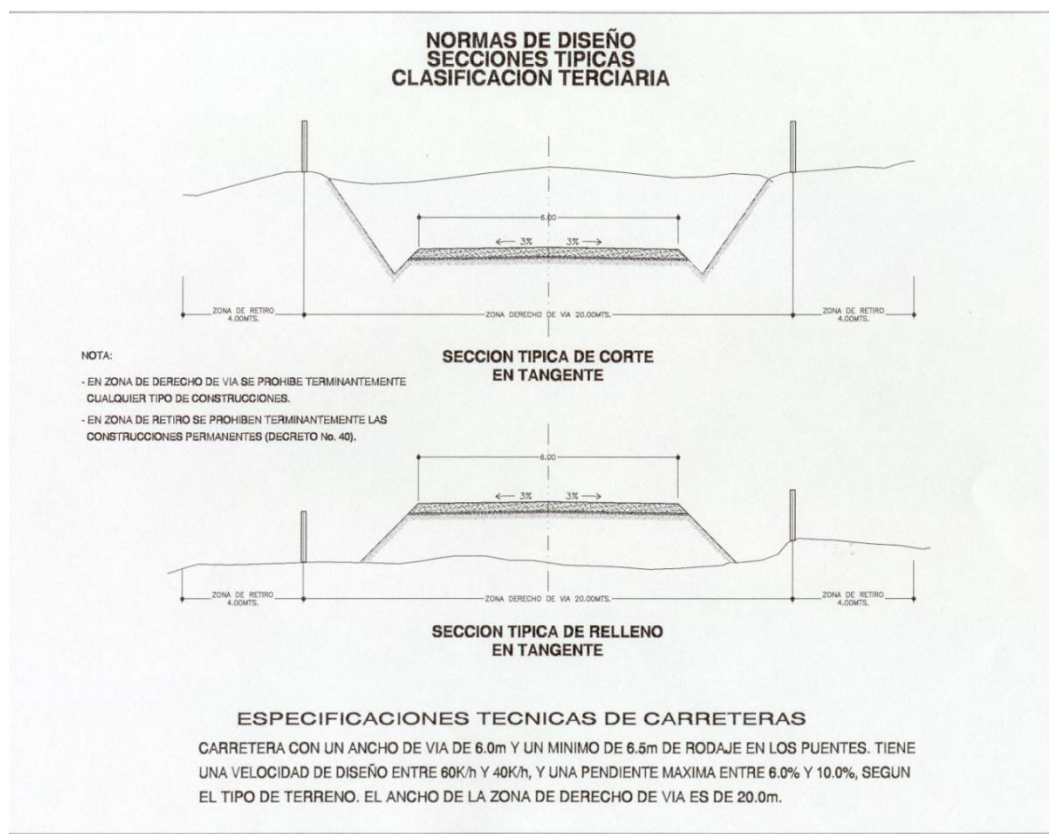 NORMAS DE DISEÑO
SECCIONES TIPICAS
CLASIFICACION TERCIARIA
6.00
3% 3%
ZONA DE RETIRO
4.00MTS.
ZONA DERECHO DE VIA 20.00MTS.
ZONA DE RETIRO
4.00MTS.
SECCION TIPICA DE CORTE
EN TANGENTE
NOTA:
- EN ZONA DE DERECHO DE VIA SE PROHIBE TERMINANTEMENTE
CUALQUIER TIPO DE CONSTRUCCIONES.
- EN ZONA DE RETIRO SE PROHIBEN TERMINANTEMENTE LAS
CONSTRUCCIONES PERMANENTES (DECRETO No. 40).
6.00
3% 3%
ZONA DE RETIRO
4.00MTS.
ZONA DERECHO DE VIA 20.00MTS.
ZONA DE RETIRO
4.00MTS.
SECCION TIPICA DE RELLENO
EN TANGENTE
ESPECIFICACIONES TECNICAS DE CARRETERAS
CARRETERA CON UN ANCHO DE VIA DE 6.0m Y UN MINIMO DE 6.5m DE RODAJE EN LOS PUENTES. TIENE
UNA VELOCIDAD DE DISEÑO ENTRE 60K/h Y 40K/h, Y UNA PENDIENTE MAXIMA ENTRE 6.0% Y 10.0%, SEGUN
EL TIPO DE TERRENO. EL ANCHO DE LA ZONA DE DERECHO DE VIA ES DE 20.0m.